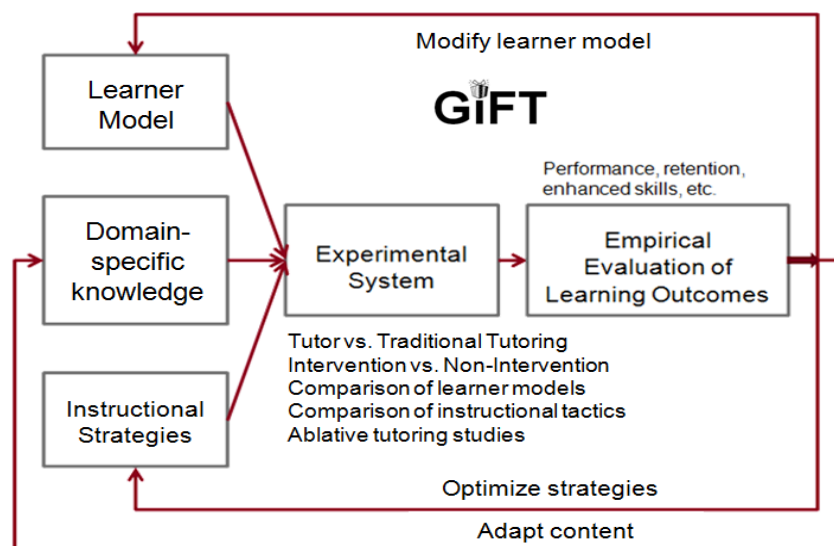 Modify learner model
Learner
Model
GiFT
Performance, retention,
enhanced skills, etc.
Domain-
specific
knowledge
Experimental
System
Empirical
Evaluation of
Learning Outcomes
Tutor vs. Traditional Tutoring
Intervention vs. Non-Intervention
Comparison of learner models
Comparison of instructional tactics
Ablative tutoring studies
Instructional
Strategies
Optimize strategies
Adapt content